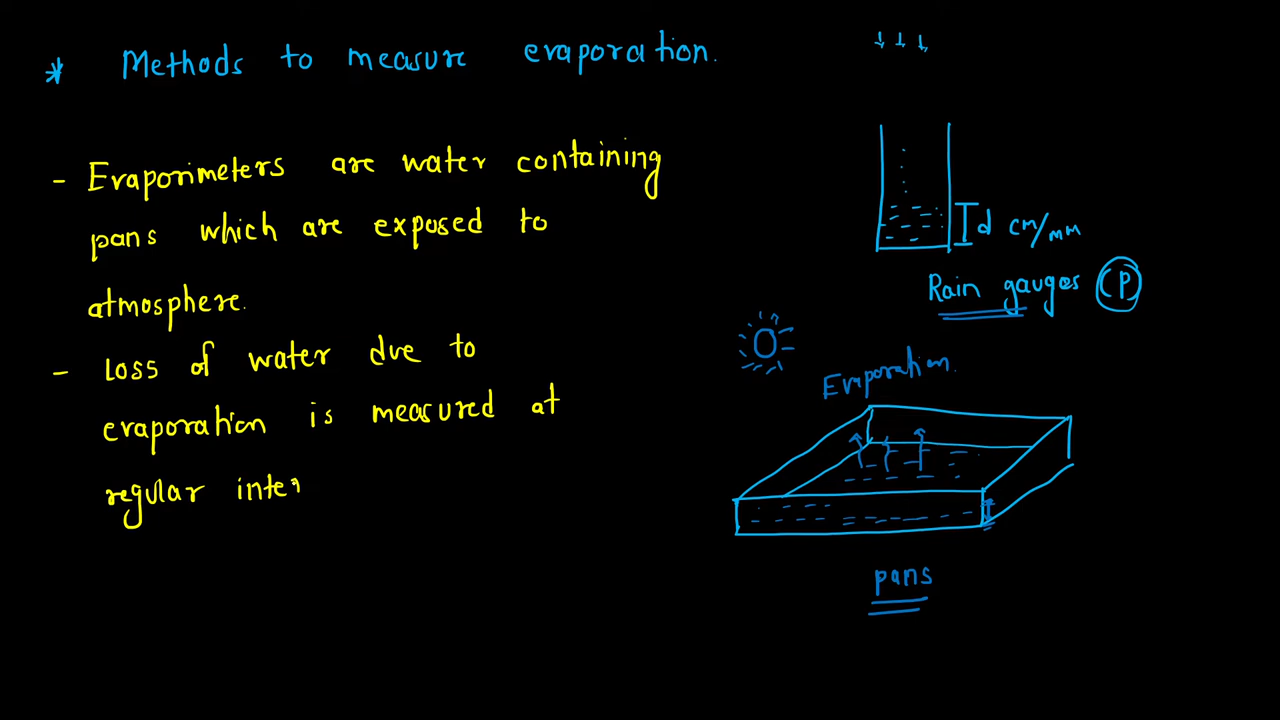 * Methods to measure evaporation.
- Evaporimeters are water containing
pans which are exposed to
atmosphere.
- Loss of water due to
evaporation is measured at
regular inter
d cm/mm
Rain gauges (P)
Evaporation.
pans